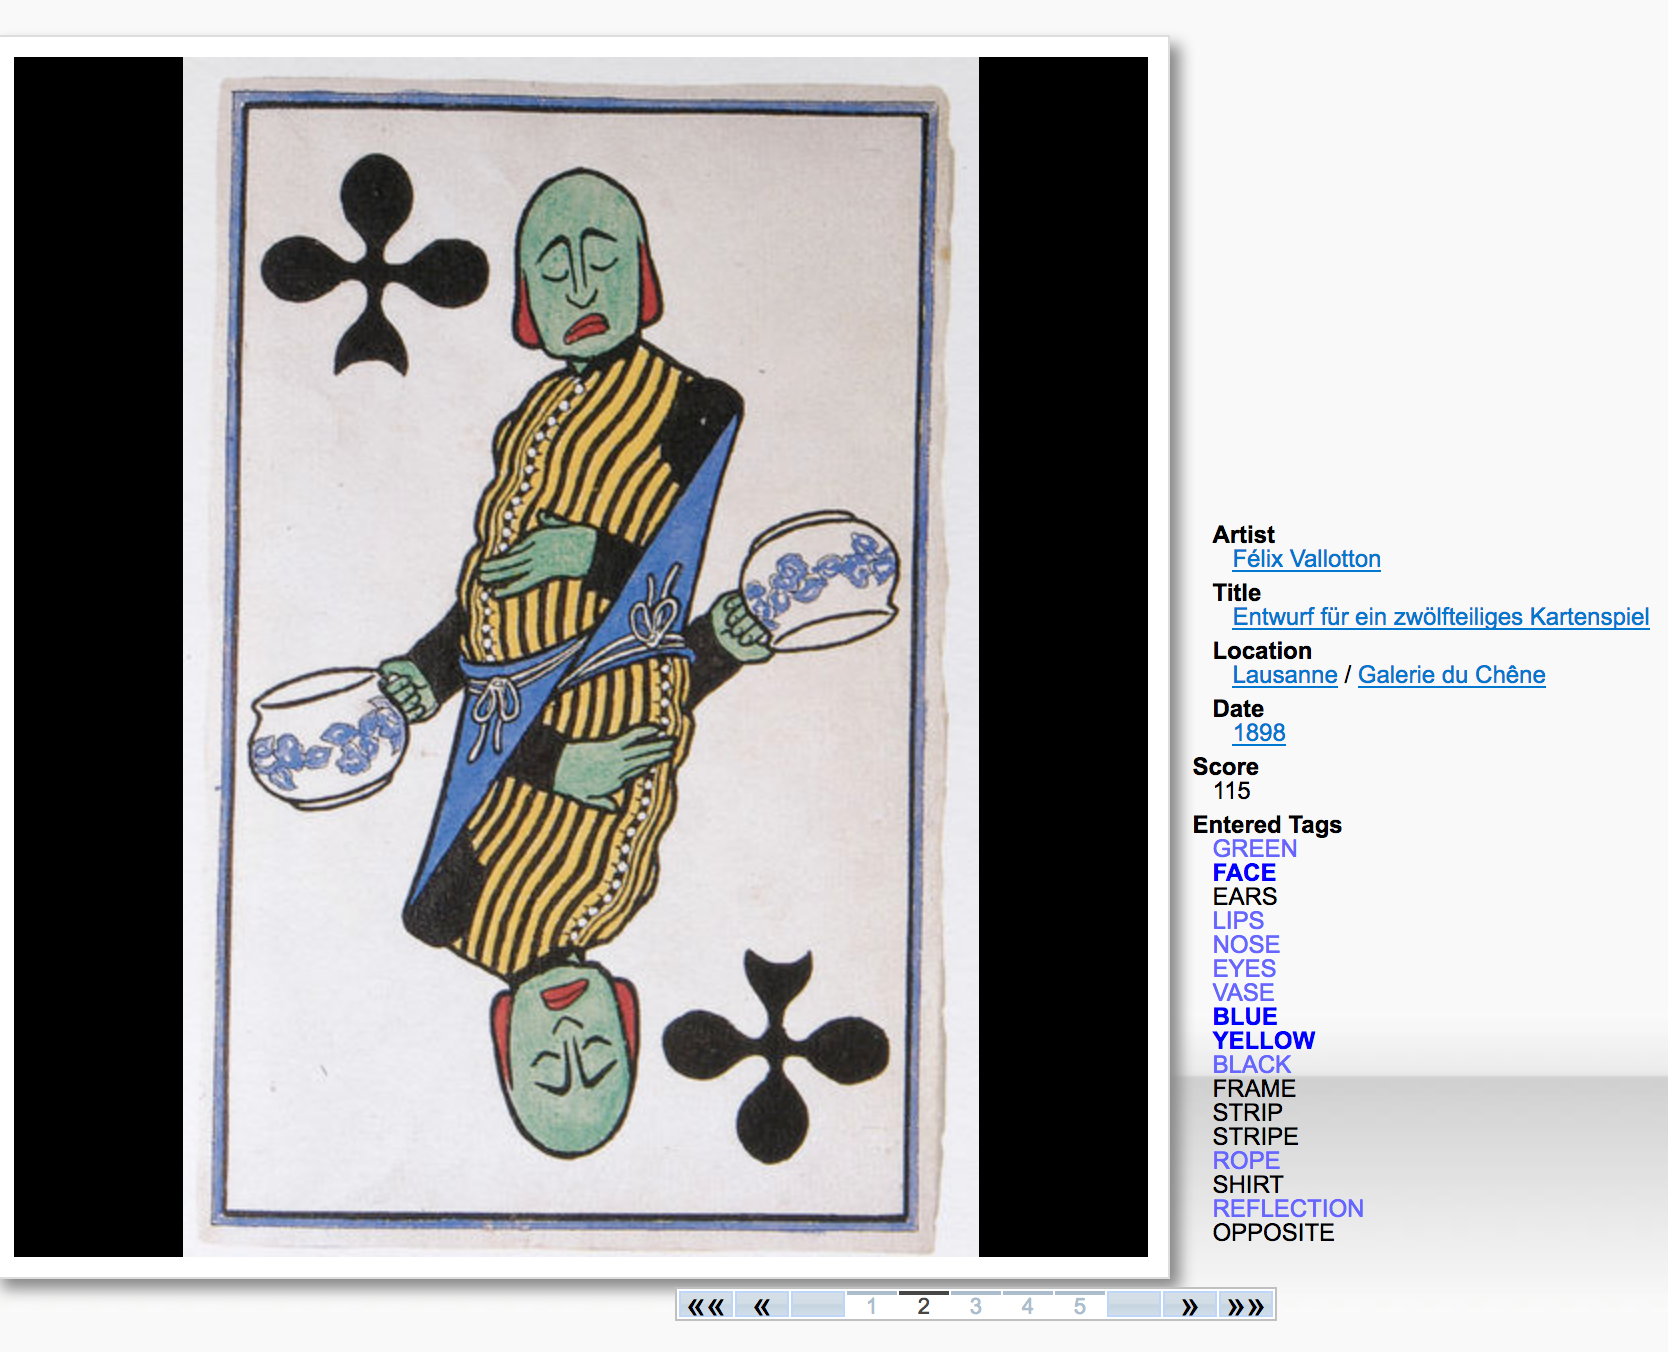 Artist
Félix Vallotton
Title
Entwurf für ein zwölfteiliges Kartenspiel
Location
Lausanne / Galerie du Chêne
Date
1898
Score
115
Entered Tags
GREEN
FACE
EARS
LIPS
NOSE
EYES
VASE
BLUE
YELLOW
BLACK
FRAME
STRIP
STRIPE
ROPE
SHIRT
REFLECTION
OPPOSITE
«« « 1 2 3 4 5 » »»